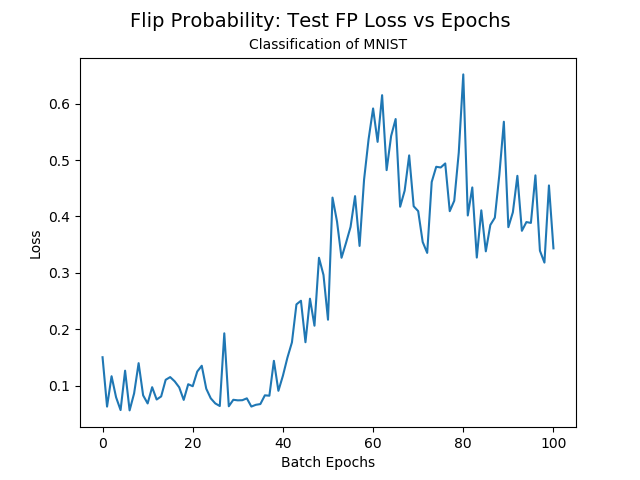 Flip Probability: Test FP Loss vs Epochs
Classification of MNIST
0.6
0.5
0.4
0.3
0.2
0.1
Loss
0 20 40 60 80 100
Batch Epochs